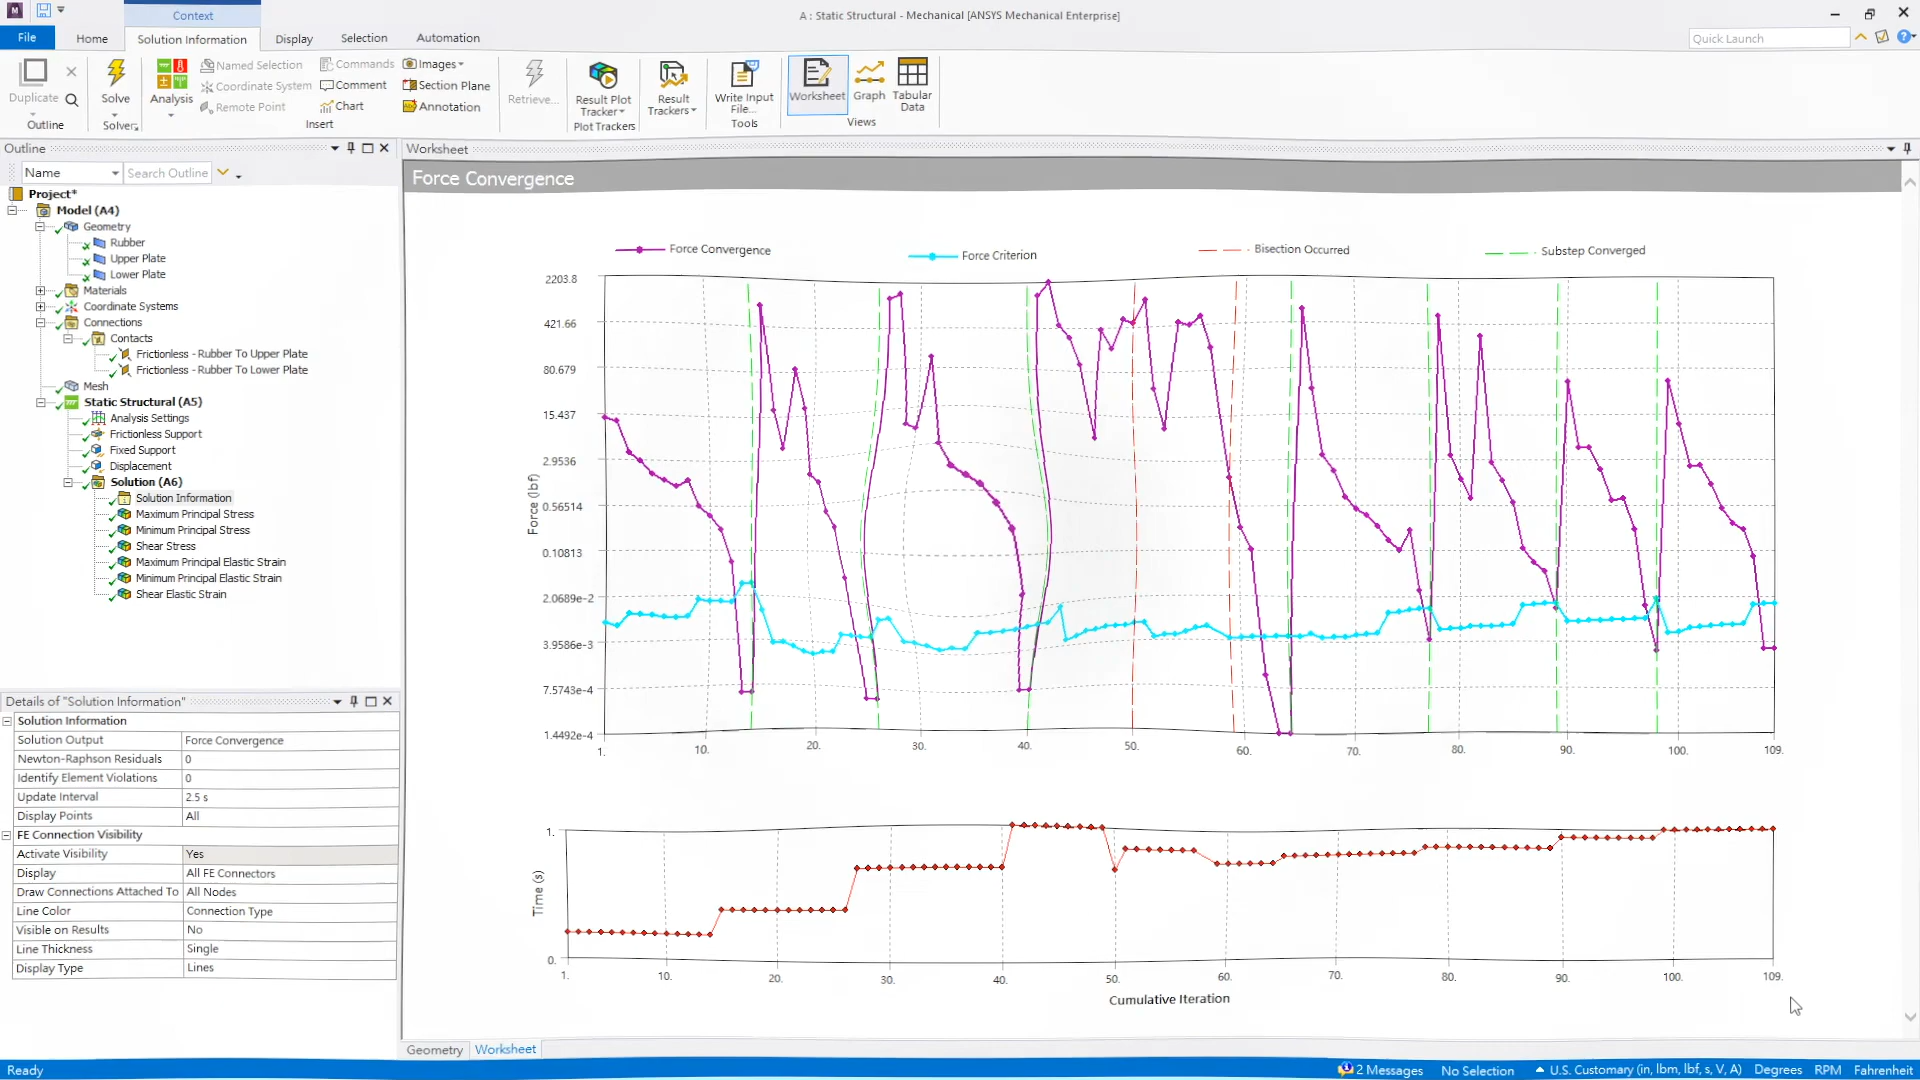 A : Static Structural - Mechanical [ANSYS Mechanical Enterprise]
Context
File
Home
Solution Information
Display
Selection
Automation
Quick Launch
Duplicate
Outline
Solve
Solver
Analysis
Named Selection
Coordinate System
Remote Point
Commands
Comment
Chart
Images
Section Plane
Annotation
Insert
Retrieve...
Result Plot
Tracker
Plot Trackers
Result
Trackers
Write Input
File...
Tools
Worksheet
Graph
Tabular
Data
Views
Outline
Name
Search Outline
Project*
Model (A4)
Geometry
Rubber
Upper Plate
Lower Plate
Materials
Coordinate Systems
Connections
Contacts
Frictionless - Rubber To Upper Plate
Frictionless - Rubber To Lower Plate
Mesh
Static Structural (A5)
Analysis Settings
Frictionless Support
Fixed Support
Displacement
Solution (A6)
Solution Information
Maximum Principal Stress
Minimum Principal Stress
Shear Stress
Maximum Principal Elastic Strain
Minimum Principal Elastic Strain
Shear Elastic Strain
Details of "Solution Information"
Solution Information
Solution Output Force Convergence
Newton-Raphson Residuals 0
Identify Element Violations 0
Update Interval 2.5 s
Display Points All
FE Connection Visibility
Activate Visibility Yes
Display All FE Connectors
Draw Connections Attached To All Nodes
Line Color Connection Type
Visible on Results No
Line Thickness Single
Display Type Lines
Worksheet
Force Convergence
Force Convergence
Force Criterion
Bisection Occurred
Substep Converged
2203.8
421.66
80.679
15.437
2.9536
0.56514
0.10813
2.0689e-2
3.9586e-3
7.5743e-4
1.4492e-4
Force (lbf)
1. 10. 20. 30. 40. 50. 60. 70. 80. 90. 100. 109.
1.
0.
Time (s)
1. 10. 20. 30. 40. 50. 60. 70. 80. 90. 100. 109.
Cumulative Iteration
Geometry
Worksheet
Ready
2 Messages
No Selection
U.S. Customary (in, lbm, lbf, s, V, A)
Degrees
RPM
Fahrenheit